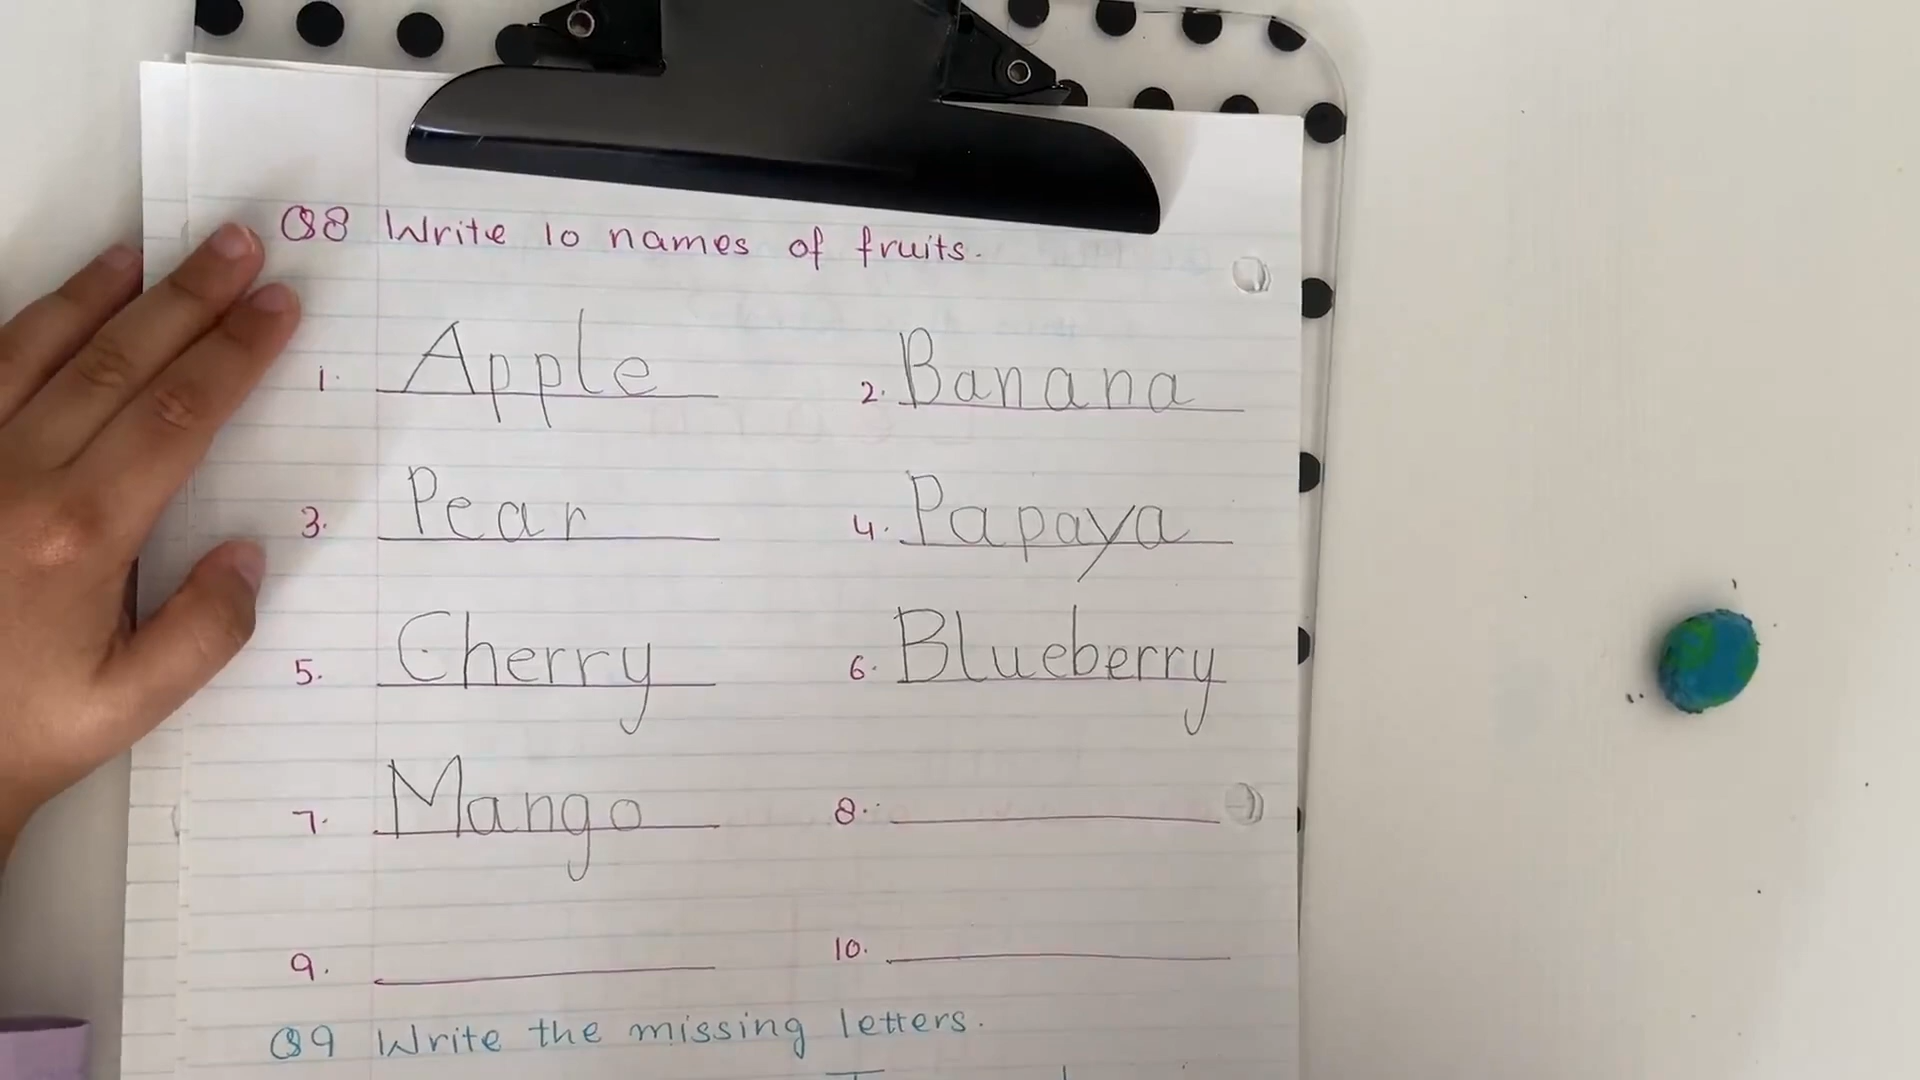 Q8 Write 10 names of fruits.
1. Apple 2. Banana
3. Pear 4. Papaya
5. Cherry 6. Blueberry
7. Mango 8.
9. 10.
Q9 Write the missing letters.